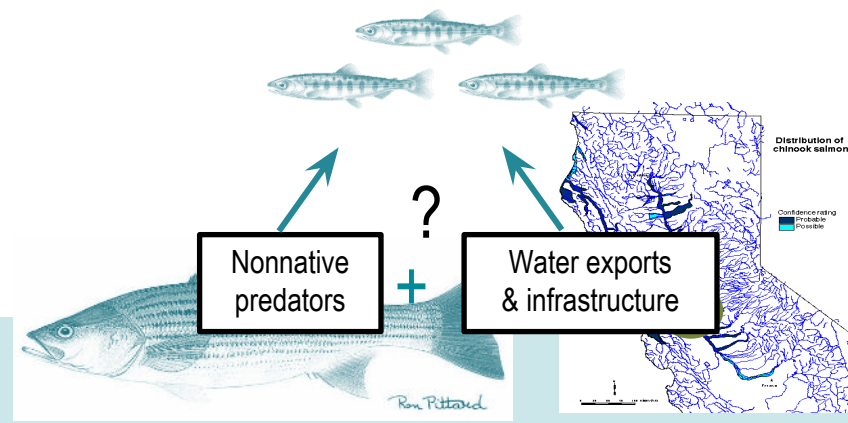 Distribution of
chinook salmon
?
Confidence rating
Probable
Possible
Nonnative
predators
+
Water exports
& infrastructure
Ron Pittard